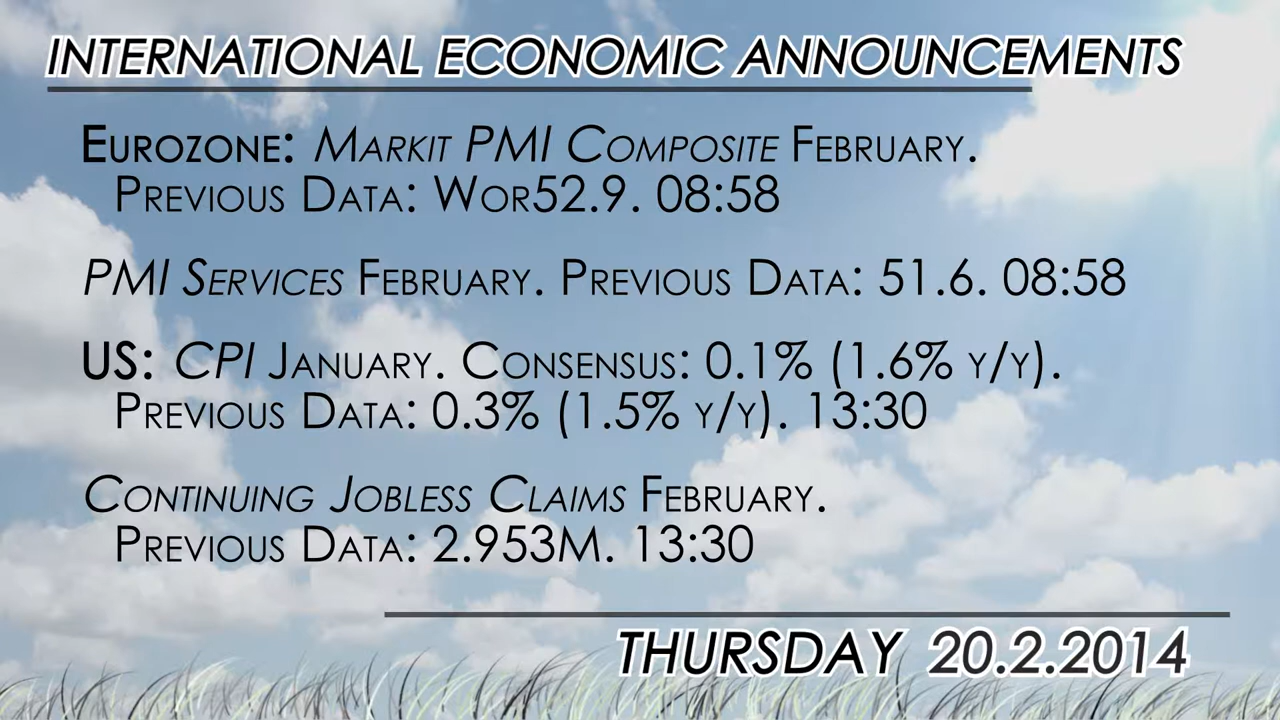 INTERNATIONAL ECONOMIC ANNOUNCEMENTS
Eurozone: Markit PMI Composite February.
Previous Data: Wor52.9. 08:58
PMI Services February. Previous Data: 51.6. 08:58
US: CPI January. Consensus: 0.1% (1.6% y/y).
Previous Data: 0.3% (1.5% y/y). 13:30
Continuing Jobless Claims February.
Previous Data: 2.953M. 13:30
THURSDAY 20.2.2014